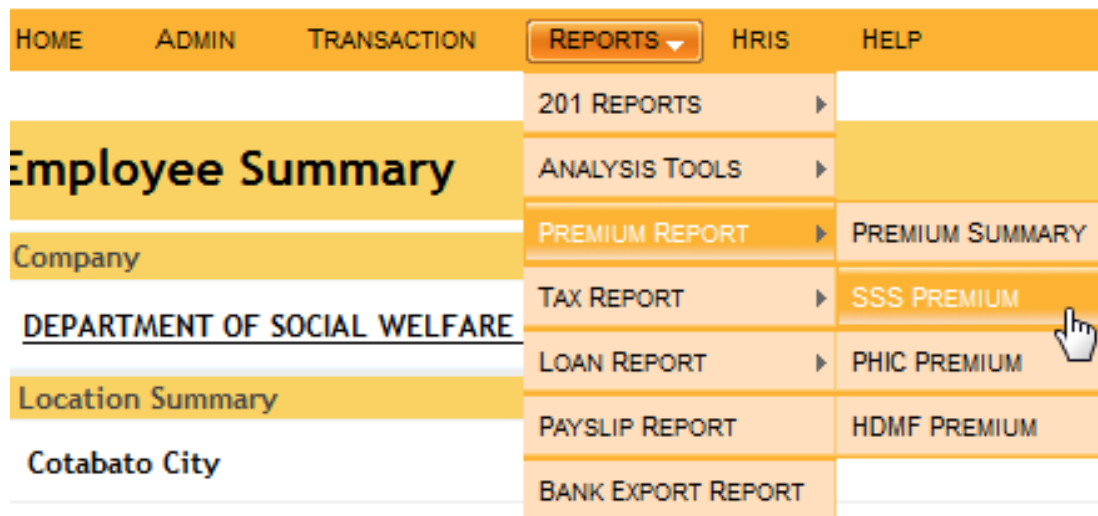 HOME ADMIN TRANSACTION REPORTS HRIS HELP
201 REPORTS
Employee Summary
ANALYSIS TOOLS
PREMIUM REPORT
PREMIUM SUMMARY
Company
TAX REPORT
SSS PREMIUM
DEPARTMENT OF SOCIAL WELFARE
LOAN REPORT
PHIC PREMIUM
Location Summary
PAYSLIP REPORT
HDMF PREMIUM
Cotabato City
BANK EXPORT REPORT